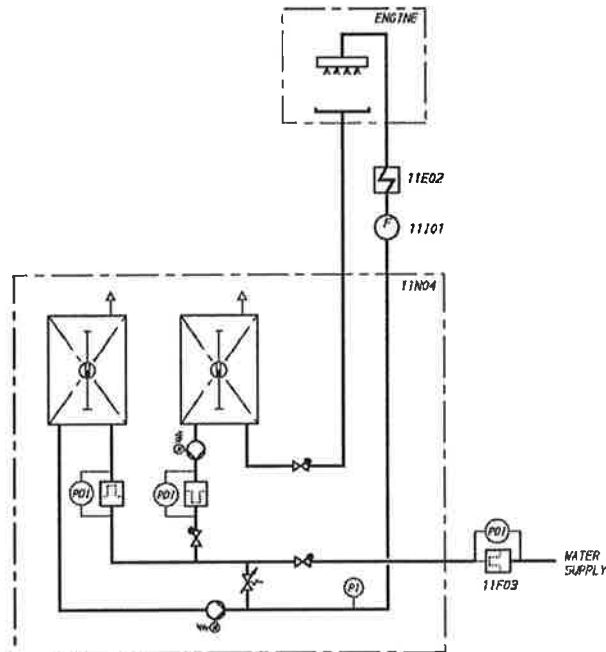 ENGINE
11E02
F
11I01
11N04
PDI
PDI
PDI
11F03
WATER
SUPPLY
PI